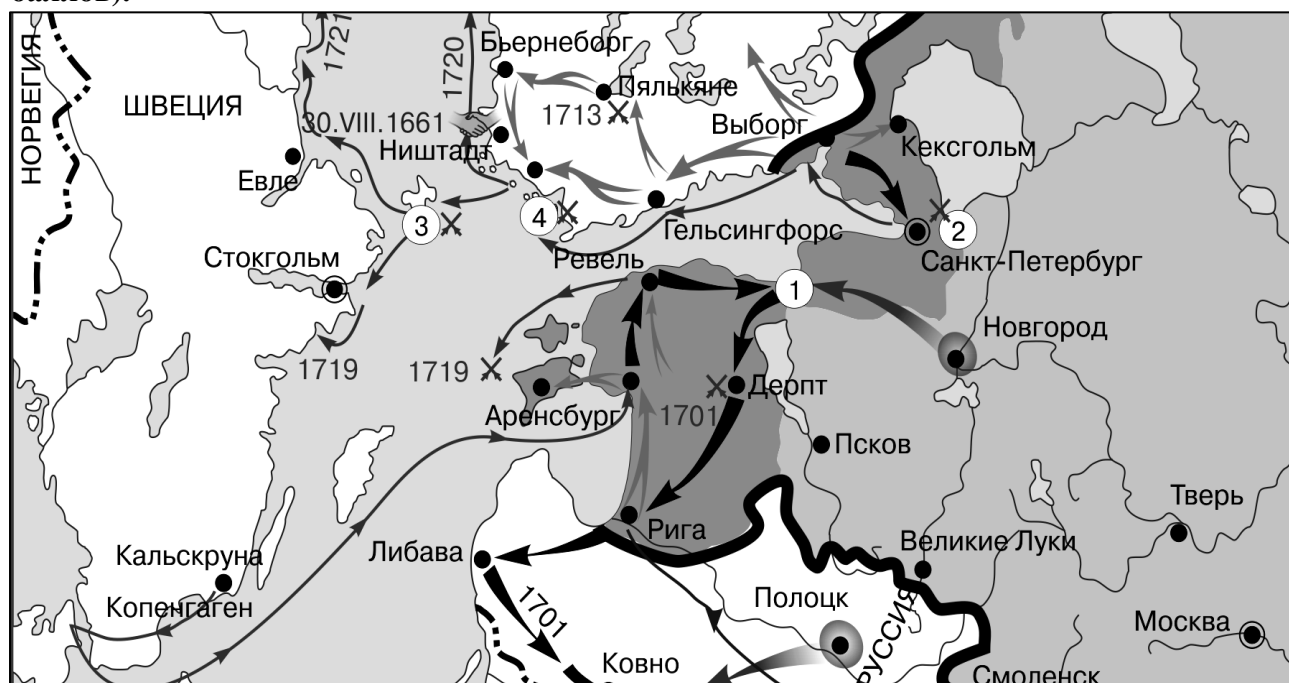 баллов).
НОРВЕГИЯ
ШВЕЦИЯ
1721
1720
Бьернеборг
Пялькяне
1713
Выборг
Кексгольм
30.VIII.1661
Ништадт
Евле
3
4
2
Гельсингфорс
Санкт-Петербург
Стокгольм
Ревель
1
Новгород
1719
1719
Аренсбург
1701
Дерпт
Псков
Тверь
Рига
Либава
Великие Луки
Кальскруна
Копенгаген
1701
Полоцк
РУССИЯ
Москва
Ковно
Смоленск